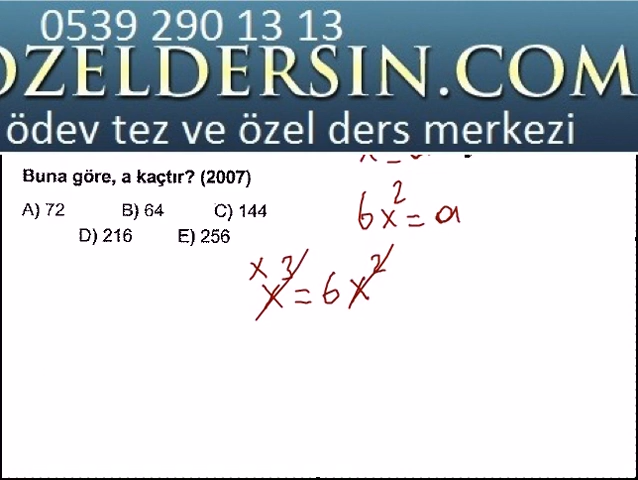 0539 290 13 13
OZELDERSIN.COM
ödev tez ve özel ders merkezi
Buna göre, a kaçtır? (2007)
A) 72 B) 64 C) 144
D) 216 E) 256
6x² = a
x
x³ = 6x²